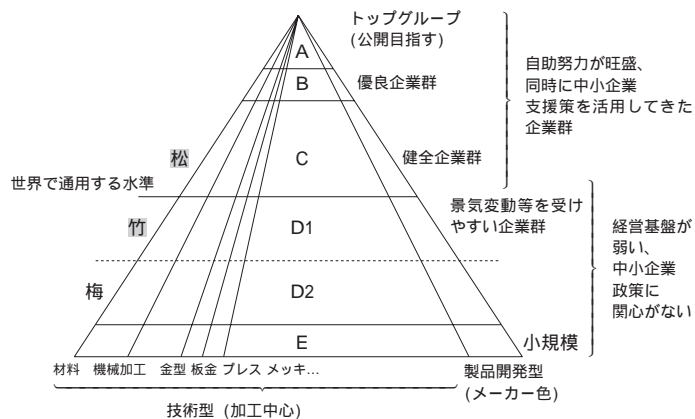 トップグループ
(公開目指す)
A
B
優良企業群
自助努力が旺盛、
同時に中小企業
支援策を活用してきた
企業群
松
C
健全企業群
世界で通用する水準
竹
D1
景気変動等を受け
やすい企業群
経営基盤が
弱い、
中小企業
政策に
関心がない
梅
D2
E
小規模
材料 機械加工 金型 板金 プレス メッキ…
製品開発型
(メーカー色)
技術型 (加工中心)